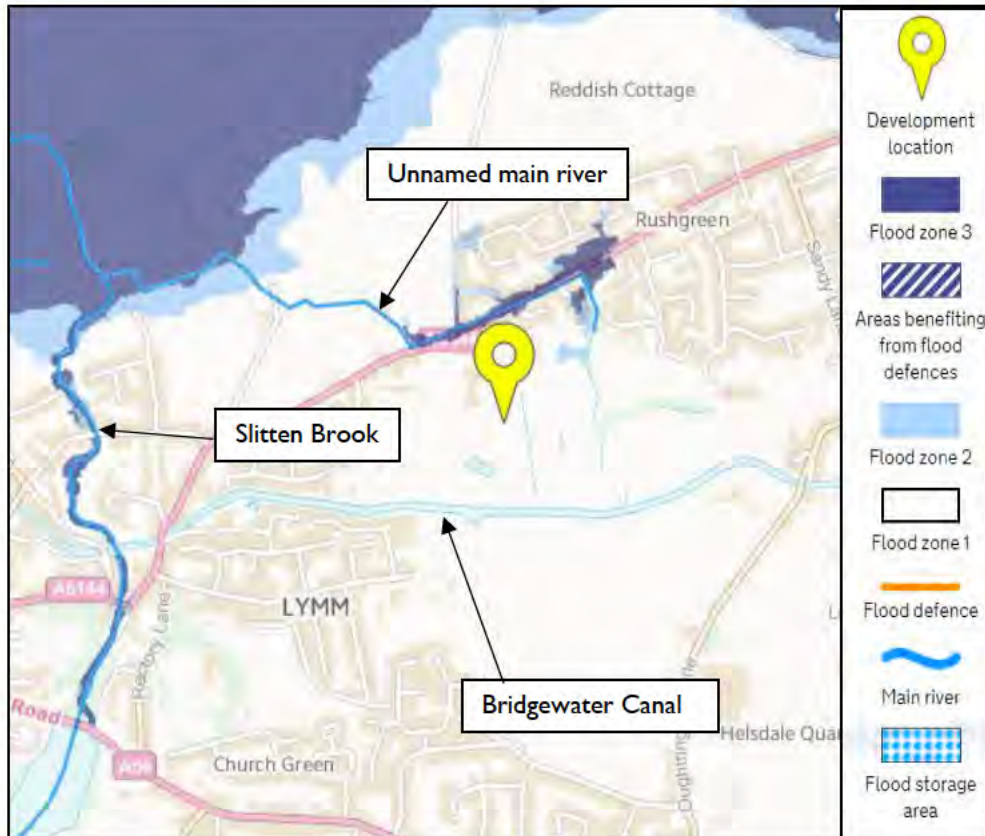 Reddish Cottage
Unnamed main river
Rushgreen
Sandy Lane
Slitten Brook
A6144
LYMM
Rectory Lane
Bridgewater Canal
Road
Church Green
Helsdale Qua
Development
location
Flood zone 3
Areas benefiting
from flood
defences
Flood zone 2
Flood zone 1
Flood defence
Main river
Flood storage
area